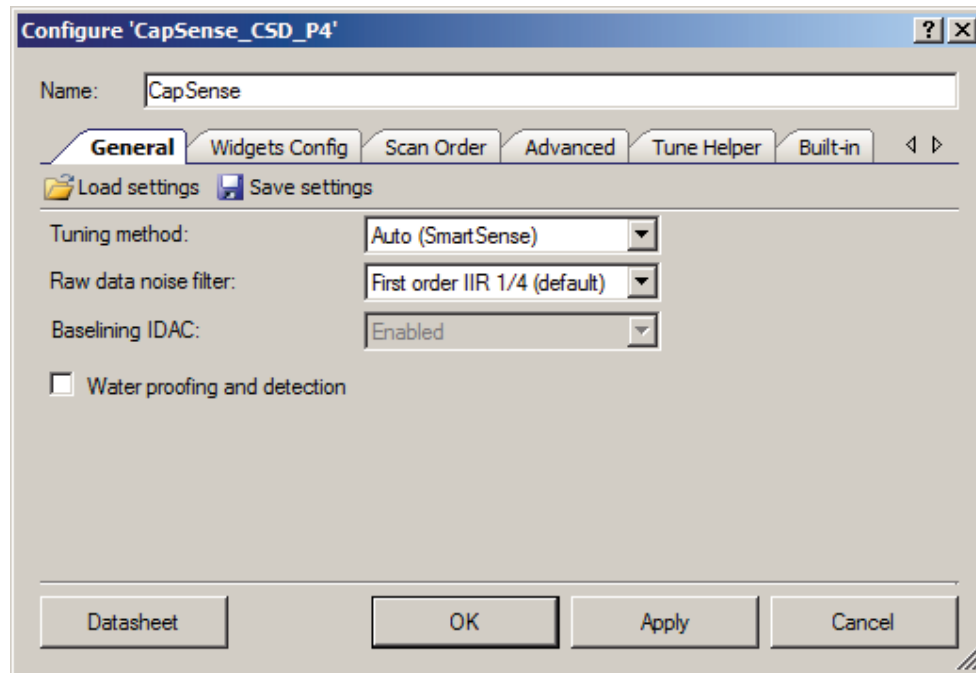 Configure 'CapSense_CSD_P4'
Name: CapSense
General Widgets Config Scan Order Advanced Tune Helper Built-in
Load settings Save settings
Tuning method: Auto (SmartSense)
Raw data noise filter: First order IIR 1/4 (default)
Baselining IDAC: Enabled
Water proofing and detection
Datasheet OK Apply Cancel